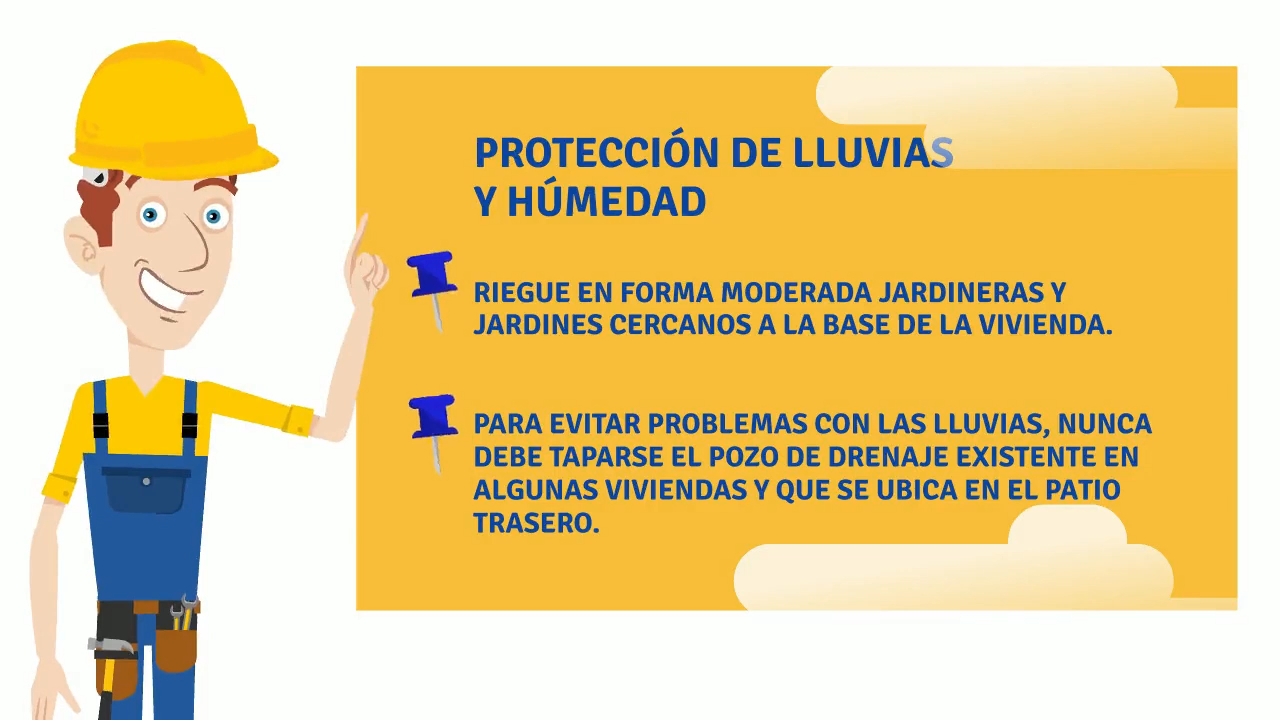 PROTECCIÓN DE LLUVIAS
Y HÚMEDAD
RIEGUE EN FORMA MODERADA JARDINERAS Y
JARDINES CERCANOS A LA BASE DE LA VIVIENDA.
PARA EVITAR PROBLEMAS CON LAS LLUVIAS, NUNCA
DEBE TAPARSE EL POZO DE DRENAJE EXISTENTE EN
ALGUNAS VIVIENDAS Y QUE SE UBICA EN EL PATIO
TRASERO.